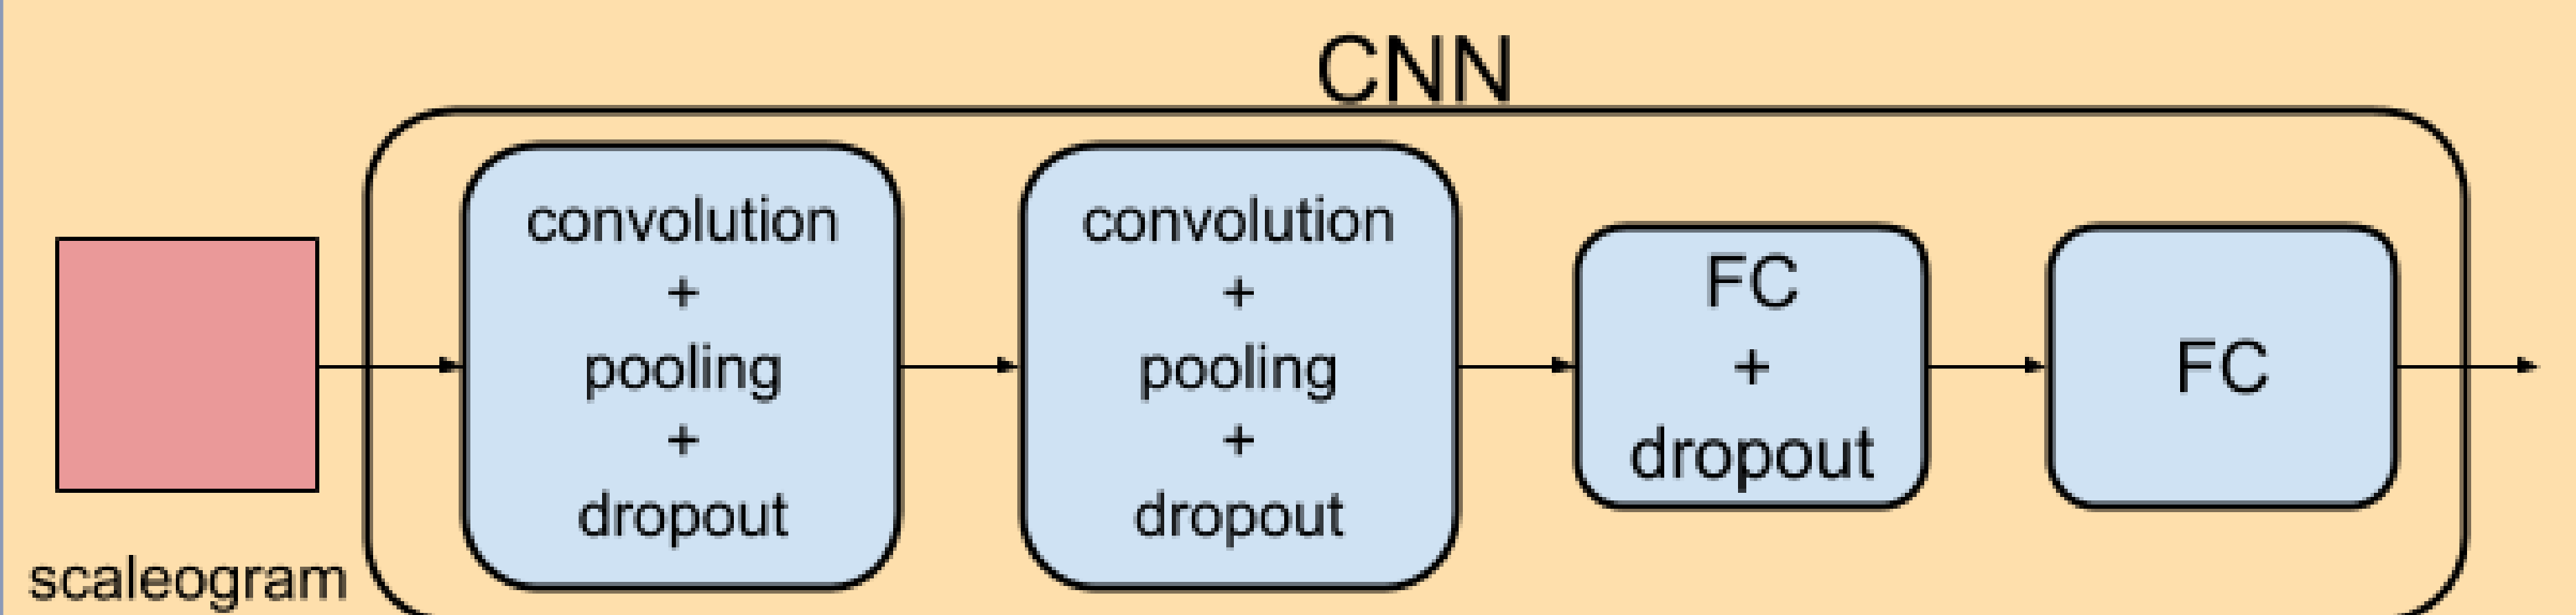 CNN
scaleogram
convolution
+
pooling
+
dropout
convolution
+
pooling
+
dropout
FC
+
dropout
FC